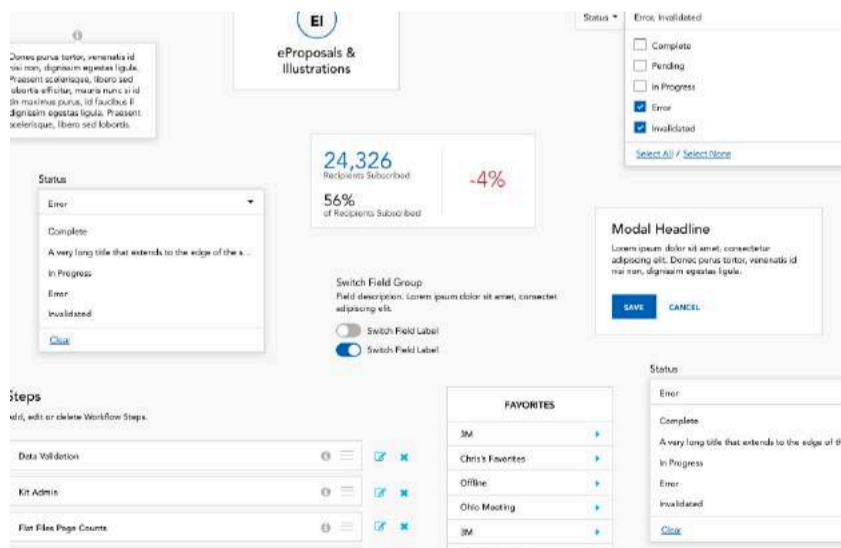 Donec purus tortor, venenatis id
nisi non, dignissim egestas ligula.
Praesent scelerisque, libero sed
lobortis efficitur, mauris nunc si id
in maximus purus, id faucibus li
dignissim egestas ligula. Praesent
scelerisque, libero sed lobortis.
EI
eProposals &
Illustrations
Status
Error, Invalidated
Complete
Pending
In Progress
Error
Invalidated
Select All / Select None
24,326
Recipients Subscribed
56%
of Recipients Subscribed
-4%
Status
Error
Complete
A very long title that extends to the edge of the s...
In Progress
Error
Invalidated
Clear
Modal Headline
Lorem ipsum dolor sit amet, consectetur
adipiscing elit. Donec purus tortor, venenatis id
nisi non, dignissim egestas ligula.
SAVE CANCEL
Switch Field Group
Field description. Lorem ipsum dolor sit amet, consectet
adipiscing elit.
Switch Field Label
Switch Field Label
Steps
add, edit or delete Workflow Steps.
Data Validation
Kit Admin
Flat Files Page Counts
FAVORITES
3M
Chris's Favorites
Offline
Ohio Meeting
3M
Status
Error
Complete
A very long title that extends to the edge of th
In Progress
Error
Invalidated
Clear